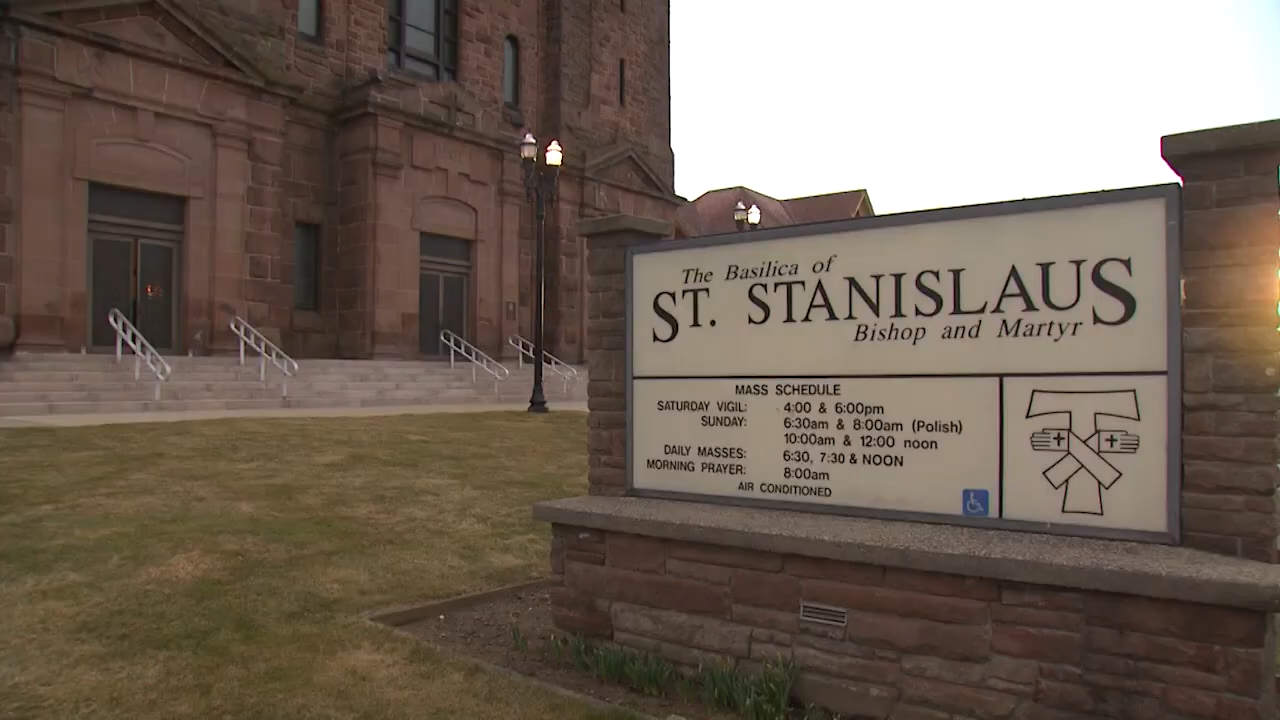 The Basilica of
ST. STANISLAUS
Bishop and Martyr
MASS SCHEDULE
SATURDAY VIGIL: 4:00 & 6:00pm
SUNDAY: 6:30am & 8:00am (Polish)
10:00am & 12:00 noon
DAILY MASSES: 6:30, 7:30 & NOON
MORNING PRAYER: 8:00am
AIR CONDITIONED